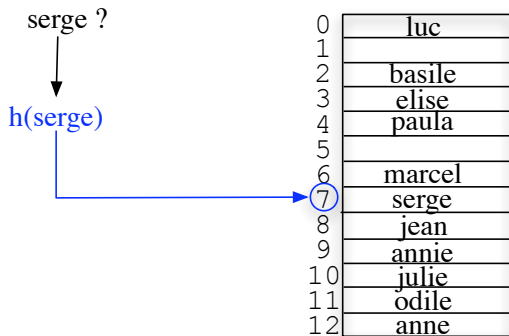 serge ?
h(serge)
0 luc
1
2 basile
3 elise
4 paula
5
6 marcel
7 serge
8 jean
9 annie
10 julie
11 odile
12 anne